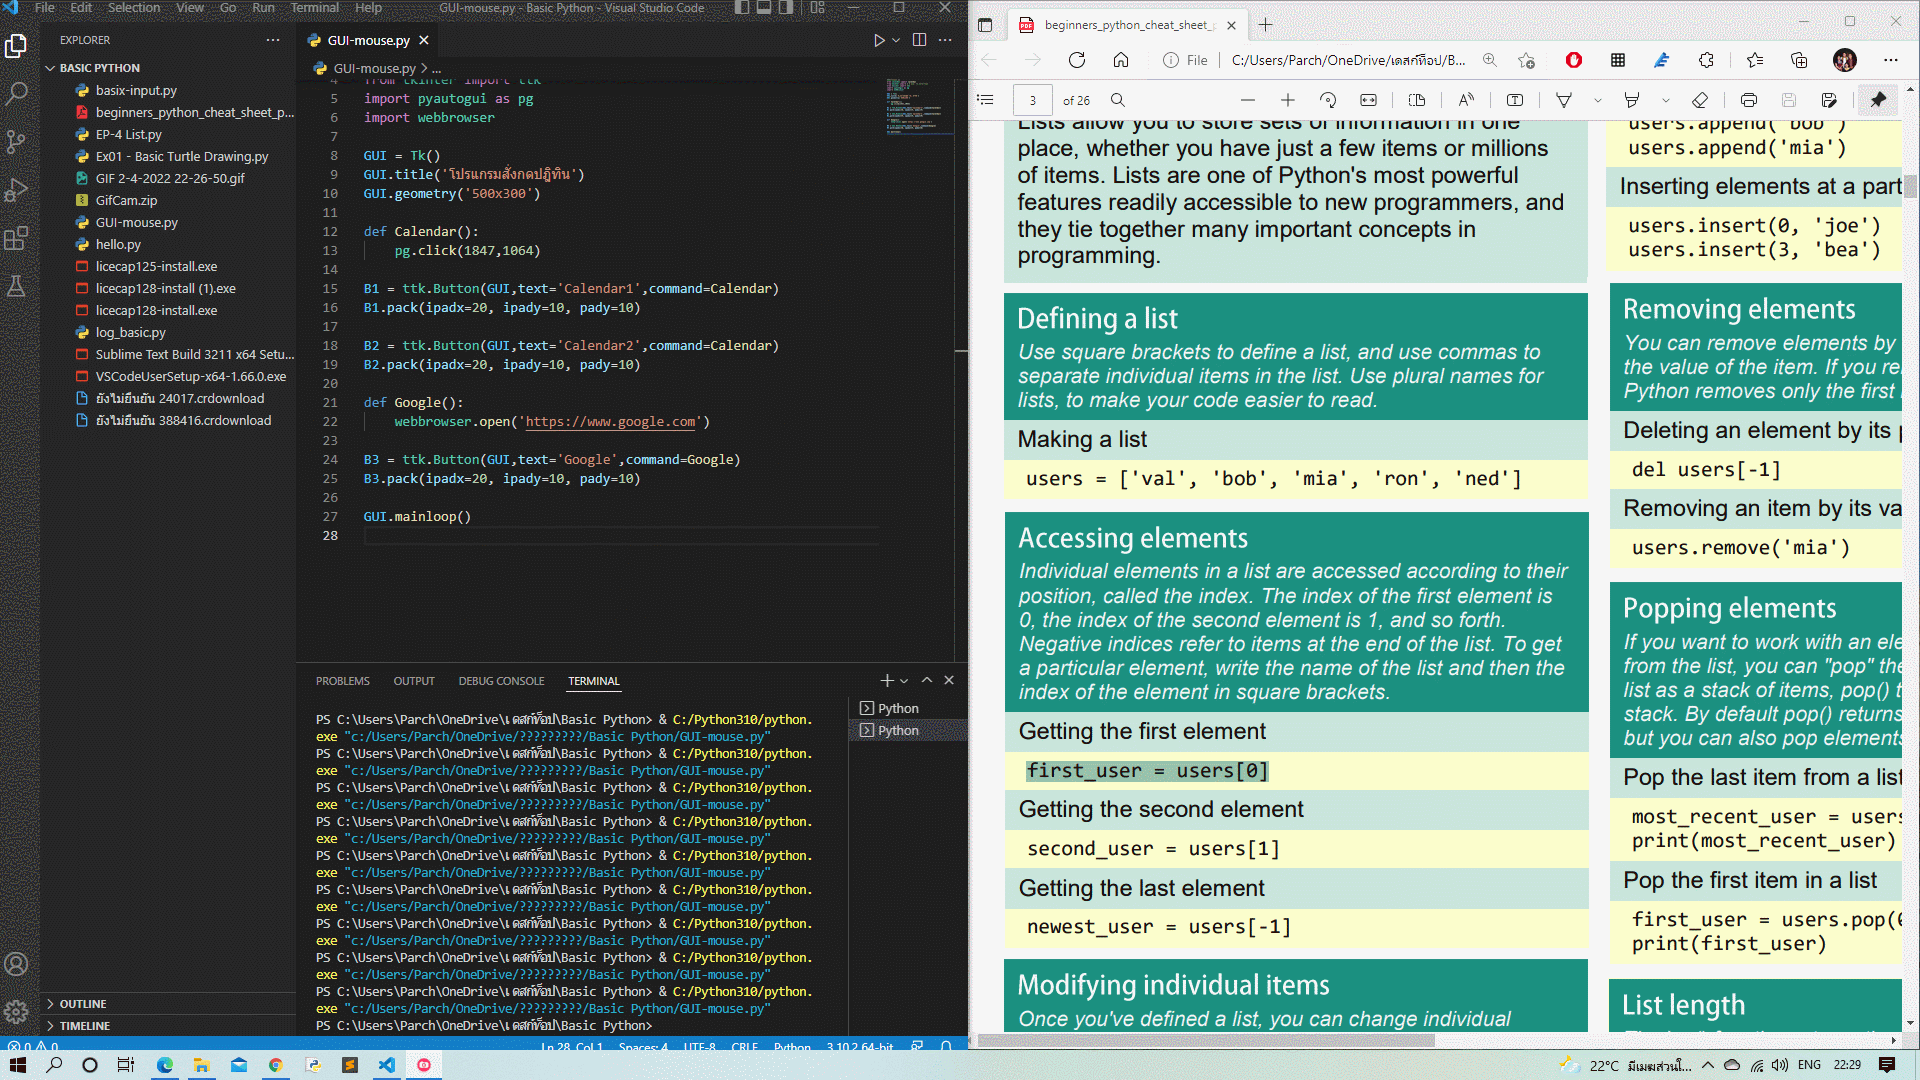 File Edit Selection View Go Run Terminal Help GUI-mouse.py - Basic Python - Visual Studio Code
EXPLORER
BASIC PYTHON
basix-input.py
beginners_python_cheat_sheet_p...
EP-4 List.py
Ex01 - Basic Turtle Drawing.py
GIF 2-4-2022 22-26-50.gif
GifCam.zip
GUI-mouse.py
hello.py
licecap125-install.exe
licecap128-install (1).exe
licecap128-install.exe
log_basic.py
Sublime Text Build 3211 x64 Setu...
VSCodeUserSetup-x64-1.66.0.exe
ยังไม่ยืนยัน 24017.crdownload
ยังไม่ยืนยัน 388416.crdownload
OUTLINE
TIMELINE
GUI-mouse.py
GUI-mouse.py > ...
4 from tkinter import ttk
5 import pyautogui as pg
6 import webbrowser
7
8 GUI = Tk()
9 GUI.title('โปรแกรมสั่งกดปฎิทิน')
10 GUI.geometry('500x300')
11
12 def Calendar():
13 pg.click(1847,1064)
14
15 B1 = ttk.Button(GUI,text='Calendar1',command=Calendar)
16 B1.pack(ipadx=20, ipady=10, pady=10)
17
18 B2 = ttk.Button(GUI,text='Calendar2',command=Calendar)
19 B2.pack(ipadx=20, ipady=10, pady=10)
20
21 def Google():
22 webbrowser.open('https://www.google.com')
23
24 B3 = ttk.Button(GUI,text='Google',command=Google)
25 B3.pack(ipadx=20, ipady=10, pady=10)
26
27 GUI.mainloop()
28
PROBLEMS OUTPUT DEBUG CONSOLE TERMINAL
Python
Python
PS C:\Users\Parch\OneDrive\เดสก์ท็อป\Basic Python> & C:/Python310/python.
exe "c:/Users/Parch/OneDrive/?????????/Basic Python/GUI-mouse.py"
PS C:\Users\Parch\OneDrive\เดสก์ท็อป\Basic Python> & C:/Python310/python.
exe "c:/Users/Parch/OneDrive/?????????/Basic Python/GUI-mouse.py"
PS C:\Users\Parch\OneDrive\เดสก์ท็อป\Basic Python> & C:/Python310/python.
exe "c:/Users/Parch/OneDrive/?????????/Basic Python/GUI-mouse.py"
PS C:\Users\Parch\OneDrive\เดสก์ท็อป\Basic Python> & C:/Python310/python.
exe "c:/Users/Parch/OneDrive/?????????/Basic Python/GUI-mouse.py"
PS C:\Users\Parch\OneDrive\เดสก์ท็อป\Basic Python> & C:/Python310/python.
exe "c:/Users/Parch/OneDrive/?????????/Basic Python/GUI-mouse.py"
PS C:\Users\Parch\OneDrive\เดสก์ท็อป\Basic Python> & C:/Python310/python.
exe "c:/Users/Parch/OneDrive/?????????/Basic Python/GUI-mouse.py"
PS C:\Users\Parch\OneDrive\เดสก์ท็อป\Basic Python> & C:/Python310/python.
exe "c:/Users/Parch/OneDrive/?????????/Basic Python/GUI-mouse.py"
PS C:\Users\Parch\OneDrive\เดสก์ท็อป\Basic Python> & C:/Python310/python.
exe "c:/Users/Parch/OneDrive/?????????/Basic Python/GUI-mouse.py"
PS C:\Users\Parch\OneDrive\เดสก์ท็อป\Basic Python> & C:/Python310/python.
exe "c:/Users/Parch/OneDrive/?????????/Basic Python/GUI-mouse.py"
PS C:\Users\Parch\OneDrive\เดสก์ท็อป\Basic Python>
0 0 Ln 28, Col 1 Spaces: 4 UTF-8 CRLF Python 3.10.2 64-bit
beginners_python_cheat_sheet_p
File C:/Users/Parch/OneDrive/เดสก์ท็อป/B...
3 of 26
Lists allow you to store sets of information in one
place, whether you have just a few items or millions
of items. Lists are one of Python's most powerful
features readily accessible to new programmers, and
they tie together many important concepts in
programming.
Defining a list
Use square brackets to define a list, and use commas to
separate individual items in the list. Use plural names for
lists, to make your code easier to read.
Making a list
users = ['val', 'bob', 'mia', 'ron', 'ned']
Accessing elements
Individual elements in a list are accessed according to their
position, called the index. The index of the first element is
0, the index of the second element is 1, and so forth.
Negative indices refer to items at the end of the list. To get
a particular element, write the name of the list and then the
index of the element in square brackets.
Getting the first element
first_user = users[0]
Getting the second element
second_user = users[1]
Getting the last element
newest_user = users[-1]
Modifying individual items
Once you've defined a list, you can change individual
users.append('bob')
users.append('mia')
Inserting elements at a part
users.insert(0, 'joe')
users.insert(3, 'bea')
Removing elements
You can remove elements by
the value of the item. If you re
Python removes only the first
Deleting an element by its p
del users[-1]
Removing an item by its va
users.remove('mia')
Popping elements
If you want to work with an ele
from the list, you can "pop" the
list as a stack of items, pop() t
stack. By default pop() returns
but you can also pop elements
Pop the last item from a list
most_recent_user = users
print(most_recent_user)
Pop the first item in a list
first_user = users.pop(0
print(first_user)
List length
22°C มีเมฆส่วนใ... ENG 22:29